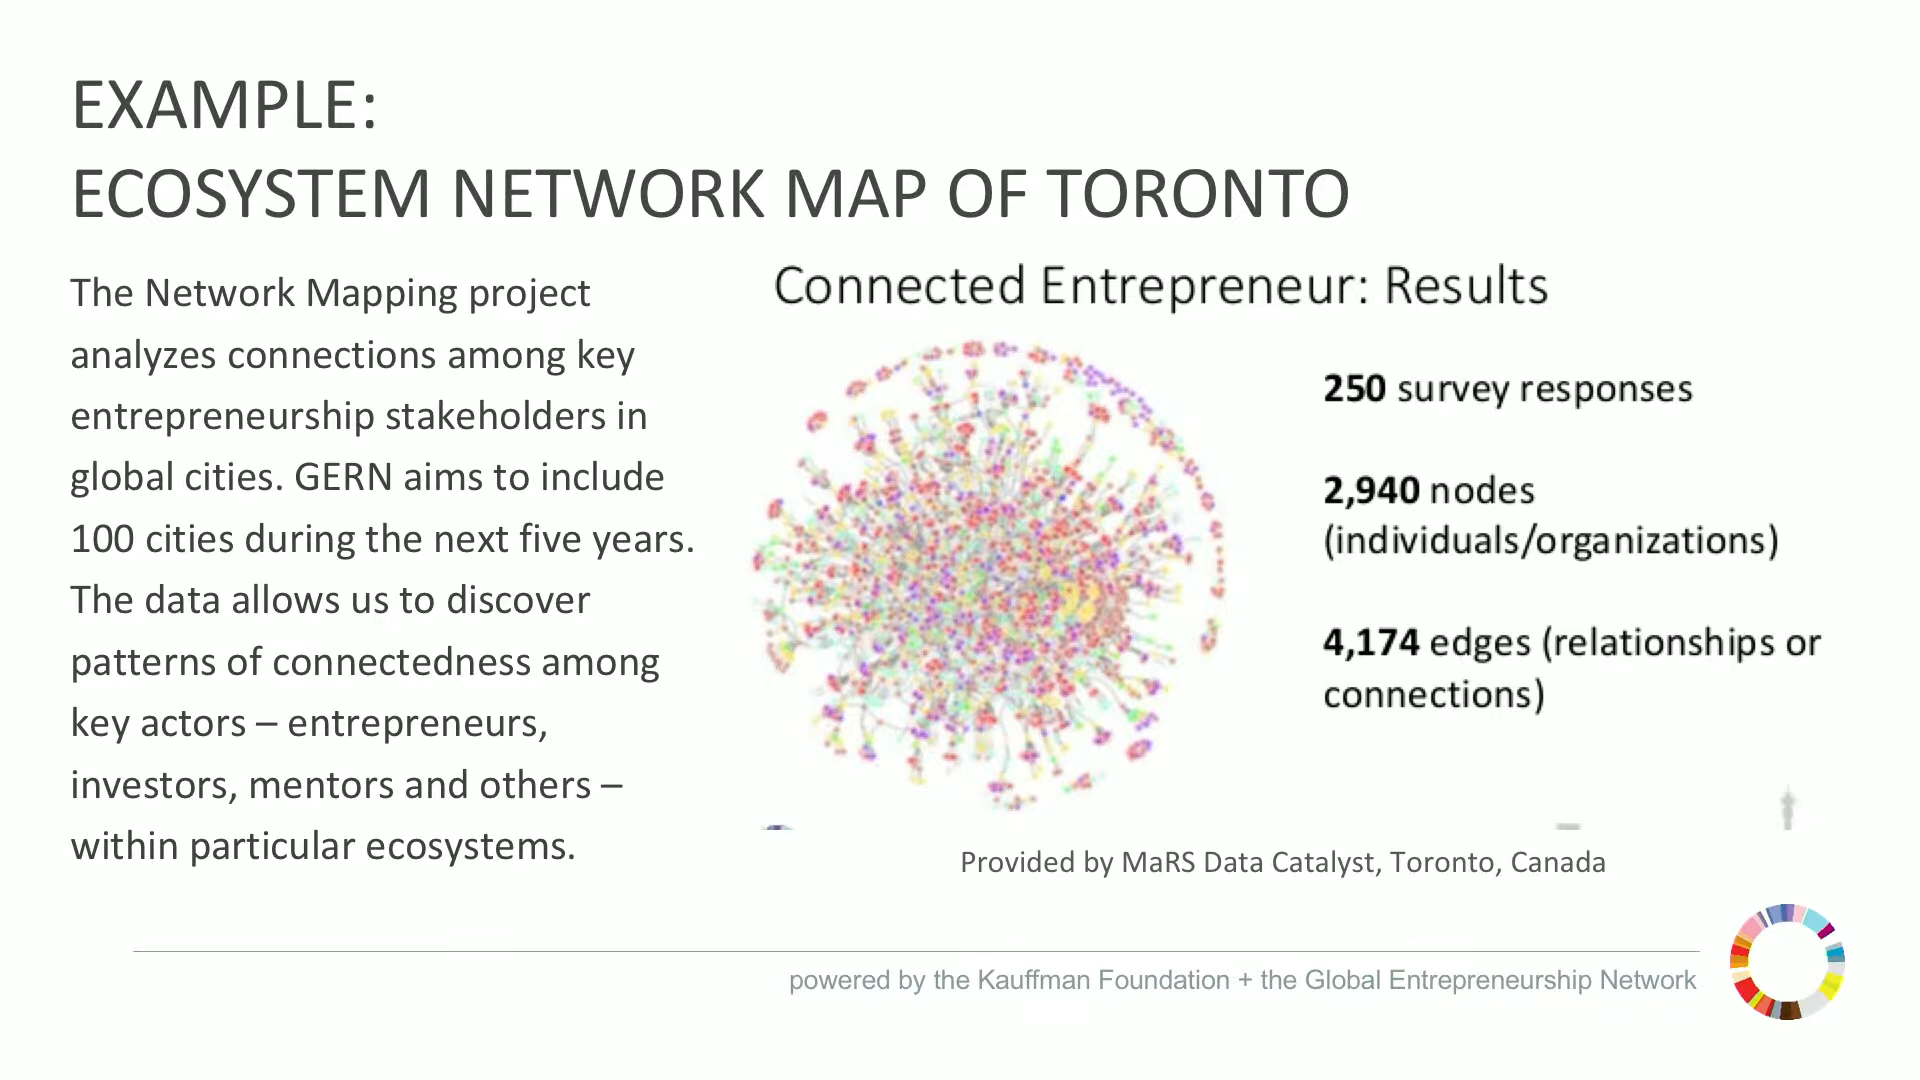 EXAMPLE:
ECOSYSTEM NETWORK MAP OF TORONTO
The Network Mapping project
analyzes connections among key
entrepreneurship stakeholders in
global cities. GERN aims to include
100 cities during the next five years.
The data allows us to discover
patterns of connectedness among
key actors – entrepreneurs,
investors, mentors and others –
within particular ecosystems.
Connected Entrepreneur: Results
250 survey responses
2,940 nodes
(individuals/organizations)
4,174 edges (relationships or
connections)
Provided by MaRS Data Catalyst, Toronto, Canada
powered by the Kauffman Foundation + the Global Entrepreneurship Network